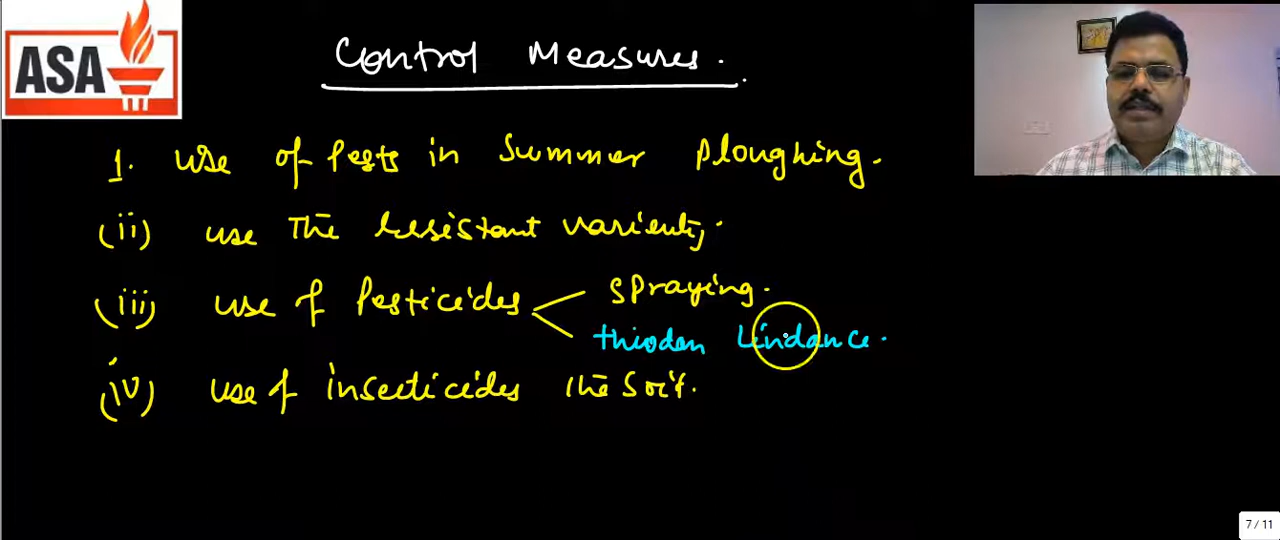 ASA
Control Measures.
1. Use of Pests in Summer Ploughing.
(ii) use The Resistant varienty.
(iii) use of Pesticides spraying.
thiodan Lindance.
(iv) use of insecticides The Soil.
7 / 11